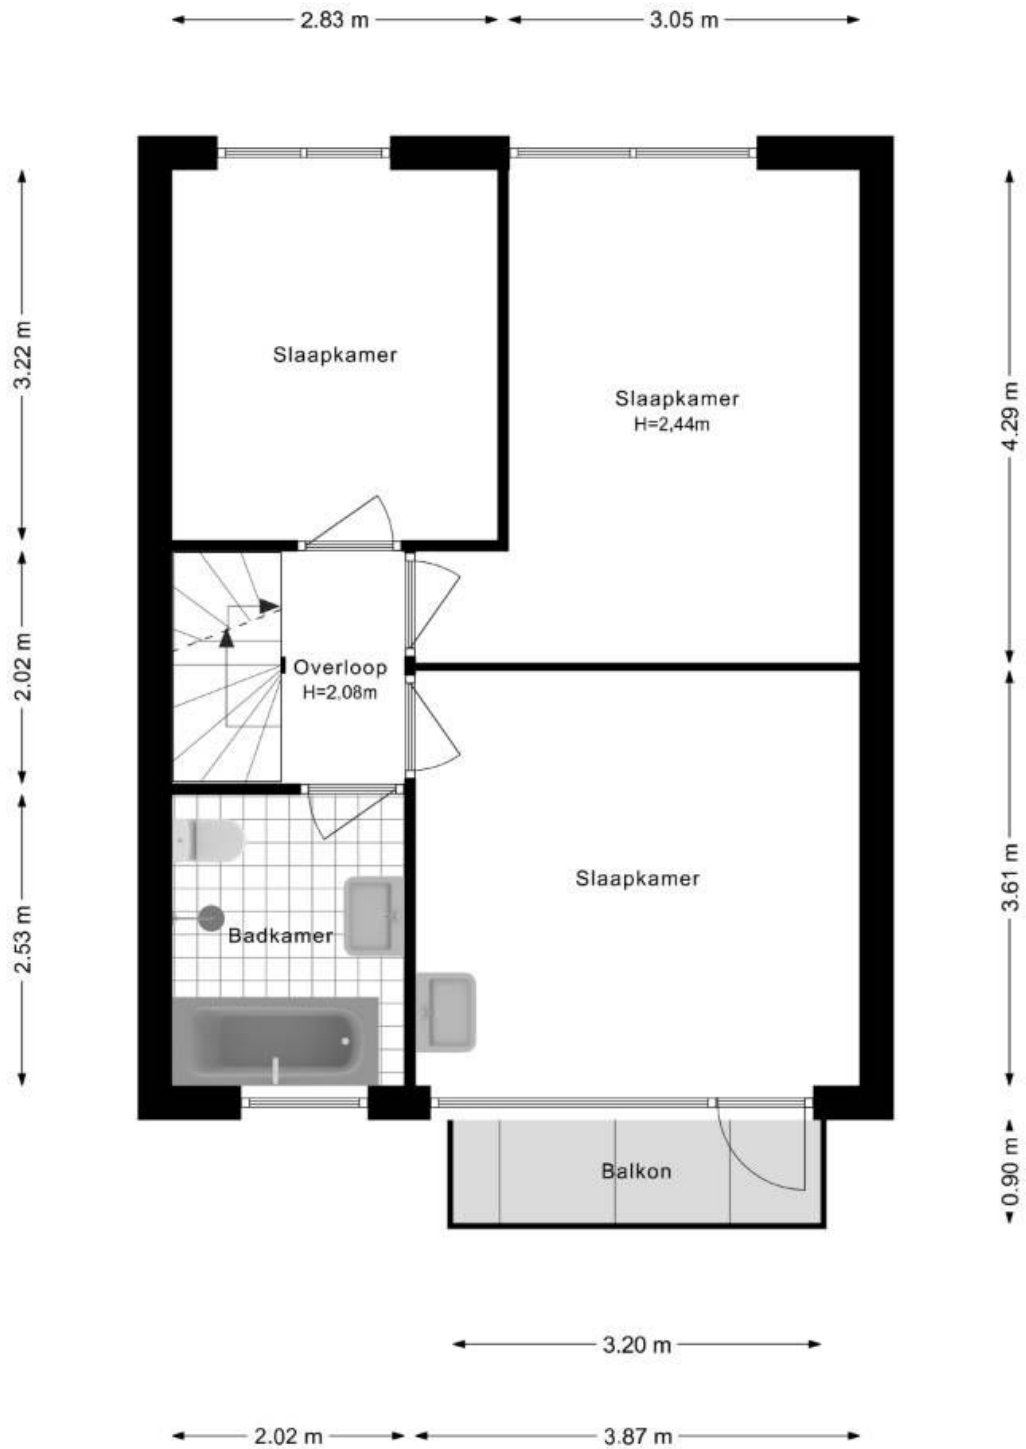 2.83 m
3.05 m
3.22 m
4.29 m
Slaapkamer
Slaapkamer
H=2,44m
2.02 m
Overloop
H=2,08m
2.53 m
3.61 m
Slaapkamer
Badkamer
Balkon
0.90 m
3.20 m
2.02 m
3.87 m